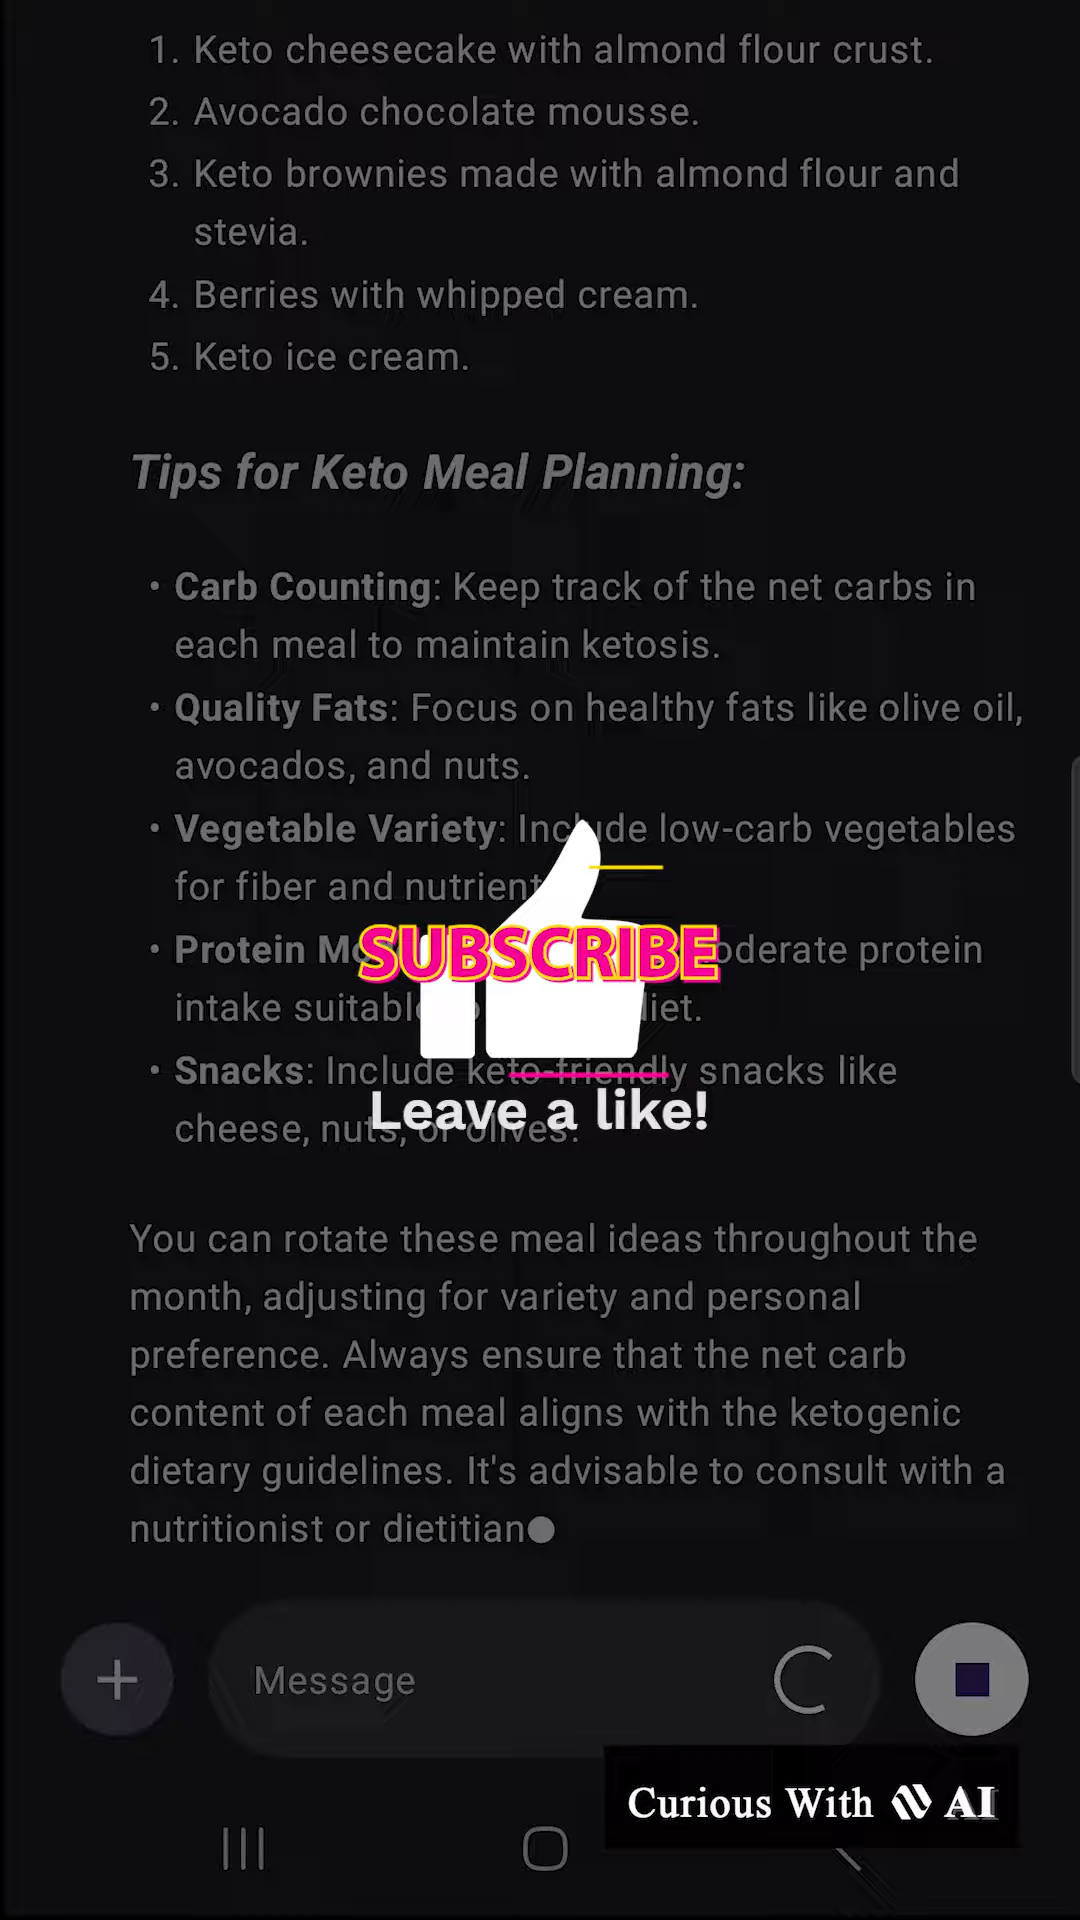 1. Keto cheesecake with almond flour crust.
2. Avocado chocolate mousse.
3. Keto brownies made with almond flour and
stevia.
4. Berries with whipped cream.
5. Keto ice cream.
Tips for Keto Meal Planning:
• Carb Counting: Keep track of the net carbs in
each meal to maintain ketosis.
• Quality Fats: Focus on healthy fats like olive oil,
avocados, and nuts.
• Vegetable Variety: Include low-carb vegetables
for fiber and
• Protein protein
SUBSCRIBE
intake diet.
• Snacks: Include keto-friendly snacks like
Leave a like!
cheese, nuts, or olives.
You can rotate these meal ideas throughout the
month, adjusting for variety and personal
preference. Always ensure that the net carb
content of each meal aligns with the ketogenic
dietary guidelines. It's advisable to consult with a
nutritionist or dietitian
Message
Curious With AI